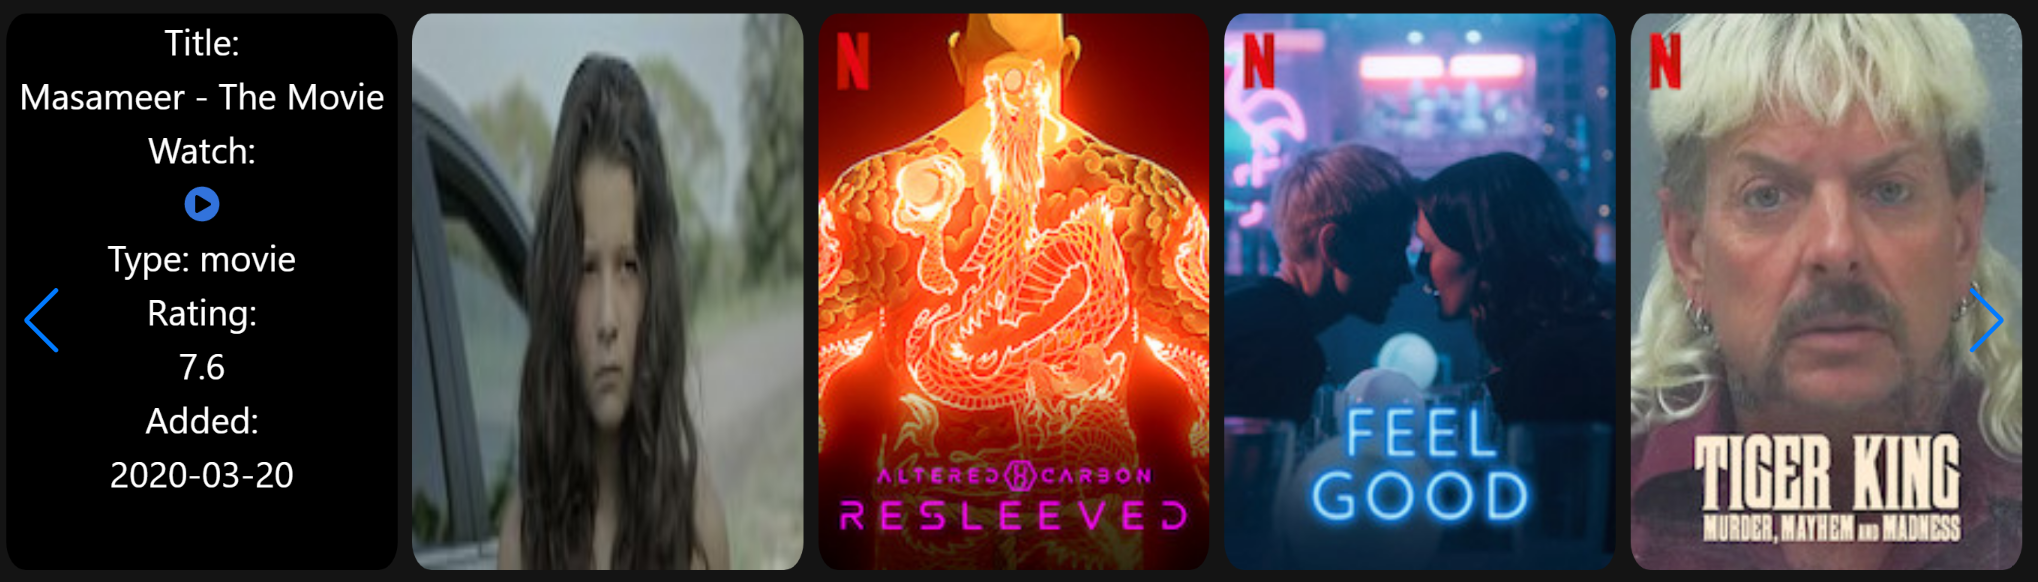 Title:
Masameer - The Movie
Watch:
Type: movie
Rating:
7.6
Added:
2020-03-20
N
ALTERED CARBON
RESLEEVED
N
FEEL
GOOD
N
TIGER KING
MURDER, MAYHEM AND MADNESS